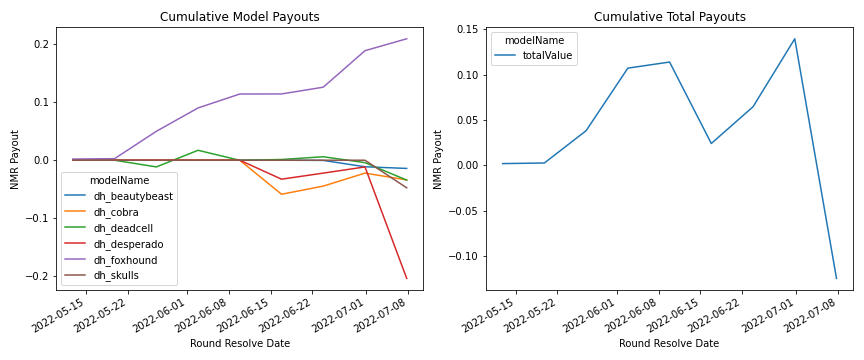 Cumulative Model Payouts
NMR Payout
0.2
0.1
0.0
−0.1
−0.2
modelName
dh_beautybeast
dh_cobra
dh_deadcell
dh_desperado
dh_foxhound
dh_skulls
2022-05-15
2022-05-22
2022-06-01
2022-06-08
2022-06-15
2022-06-22
2022-07-01
2022-07-08
Round Resolve Date
Cumulative Total Payouts
NMR Payout
0.15
0.10
0.05
0.00
−0.05
−0.10
modelName
totalValue
2022-05-15
2022-05-22
2022-06-01
2022-06-08
2022-06-15
2022-06-22
2022-07-01
2022-07-08
Round Resolve Date